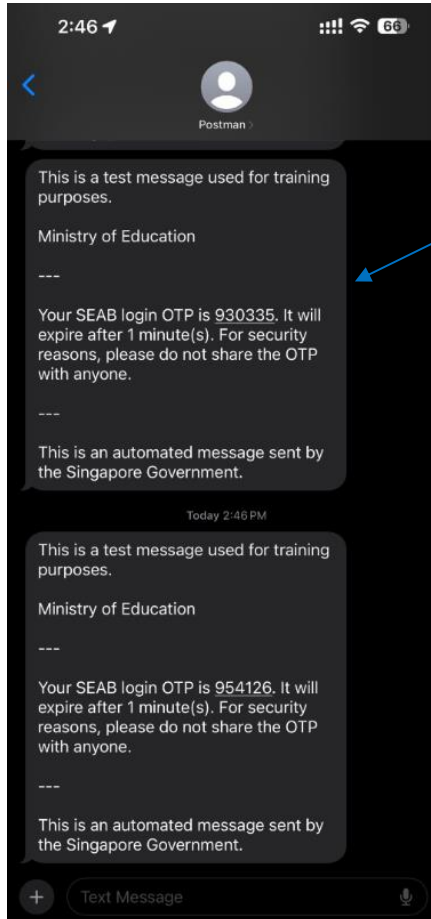 2:46
66
Postman
This is a test message used for training
purposes.
Ministry of Education
---
Your SEAB login OTP is 930335. It will
expire after 1 minute(s). For security
reasons, please do not share the OTP
with anyone.
---
This is an automated message sent by
the Singapore Government.
Today 2:46 PM
This is a test message used for training
purposes.
Ministry of Education
---
Your SEAB login OTP is 954126. It will
expire after 1 minute(s). For security
reasons, please do not share the OTP
with anyone.
---
This is an automated message sent by
the Singapore Government.
Text Message